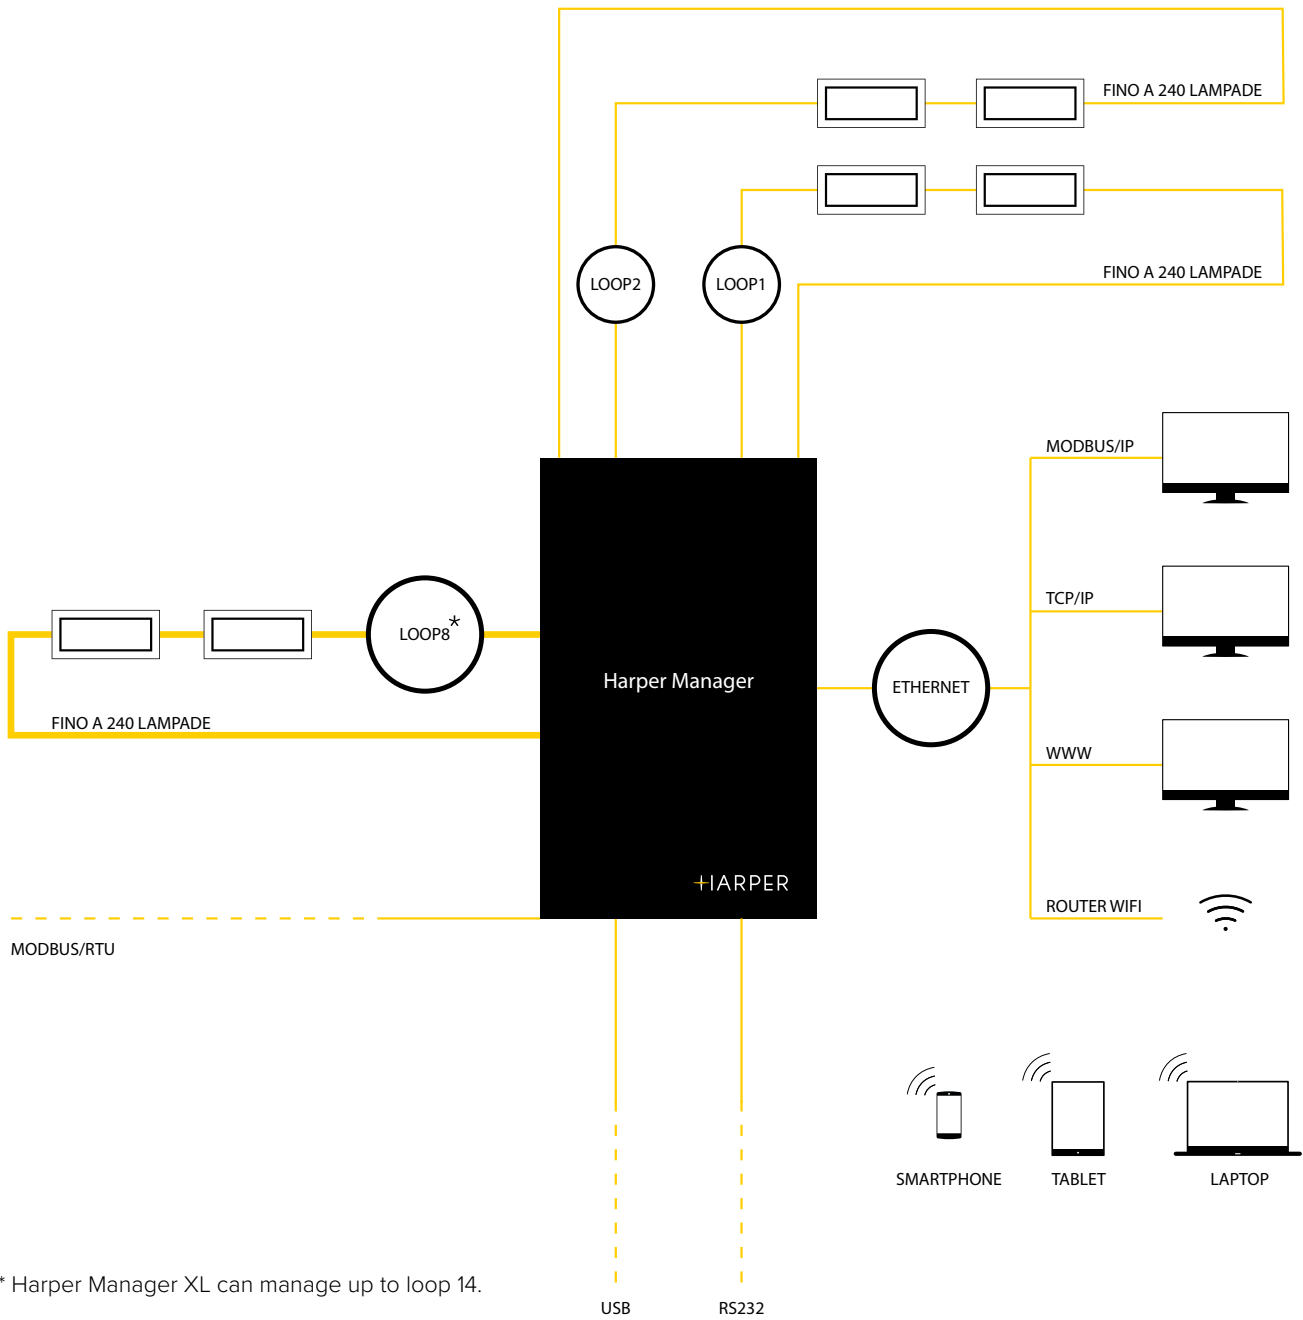 FINO A 240 LAMPADE
FINO A 240 LAMPADE
LOOP2
LOOP1
MODBUS/IP
TCP/IP
LOOP8*
Harper Manager
ETHERNET
FINO A 240 LAMPADE
WWW
HARPER
ROUTER WIFI
MODBUS/RTU
SMARTPHONE
TABLET
LAPTOP
* Harper Manager XL can manage up to loop 14.
USB
RS232